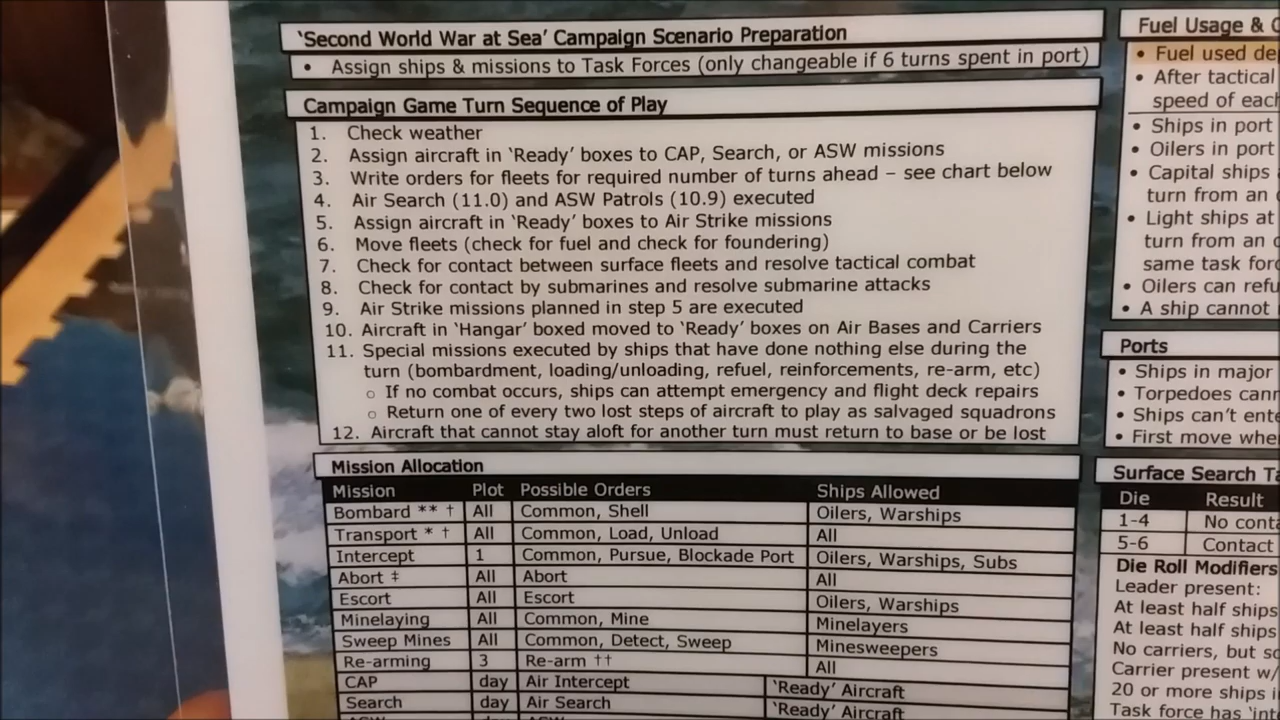 'Second World War at Sea' Campaign Scenario Preparation
• Assign ships & missions to Task Forces (only changeable if 6 turns spent in port)
Campaign Game Turn Sequence of Play
1. Check weather
2. Assign aircraft in 'Ready' boxes to CAP, Search, or ASW missions
3. Write orders for fleets for required number of turns ahead – see chart below
4. Air Search (11.0) and ASW Patrols (10.9) executed
5. Assign aircraft in 'Ready' boxes to Air Strike missions
6. Move fleets (check for fuel and check for foundering)
7. Check for contact between surface fleets and resolve tactical combat
8. Check for contact by submarines and resolve submarine attacks
9. Air Strike missions planned in step 5 are executed
10. Aircraft in 'Hangar' boxed moved to 'Ready' boxes on Air Bases and Carriers
11. Special missions executed by ships that have done nothing else during the
turn (bombardment, loading/unloading, refuel, reinforcements, re-arm, etc)
o If no combat occurs, ships can attempt emergency and flight deck repairs
o Return one of every two lost steps of aircraft to play as salvaged squadrons
12. Aircraft that cannot stay aloft for another turn must return to base or be lost
Mission Allocation
Mission Plot Possible Orders Ships Allowed
Bombard ** † All Common, Shell Oilers, Warships
Transport * † All Common, Load, Unload All
Intercept 1 Common, Pursue, Blockade Port Oilers, Warships, Subs
Abort ‡ All Abort All
Escort All Escort Oilers, Warships
Minelaying All Common, Mine Minelayers
Sweep Mines All Common, Detect, Sweep Minesweepers
Re-arming 3 Re-arm †† All
CAP day Air Intercept 'Ready' Aircraft
Search day Air Search 'Ready' Aircraft
Fuel Usage &
• Fuel used
• After tactical
speed of
• Ships in port
• Oilers in port
• Capital ships
turn from an
• Light ships at
turn from an
same task
• Oilers can
• A ship cannot
Ports
• Ships in major
• Torpedoes
• Ships can't
• First move
Surface Search
Die Result
1-4 No
5-6 Contact
Die Roll Modifiers
Leader present:
At least half ships
At least half ships
No carriers, but
Carrier present
20 or more ships
Task force has